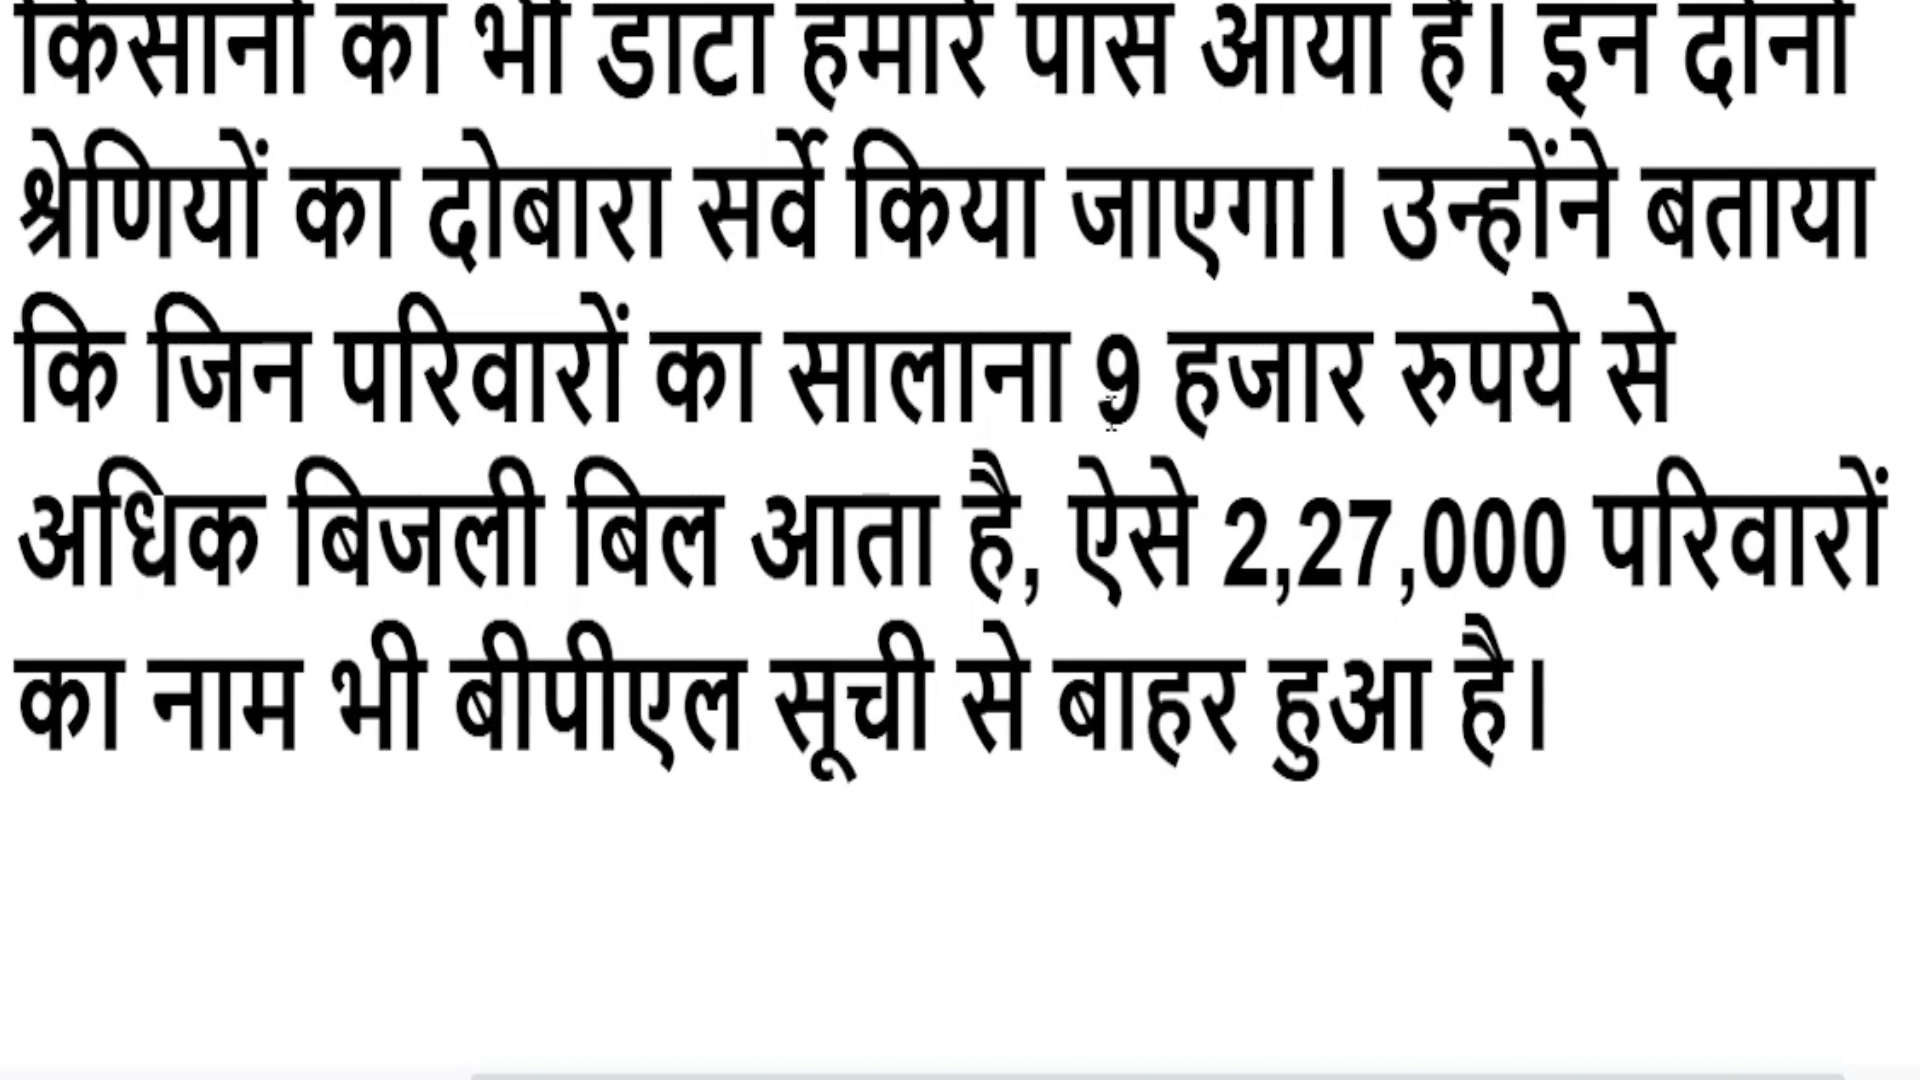 किसानों का भी डाटा हमारे पास आया है। इन दोनों
श्रेणियों का दोबारा सर्वे किया जाएगा। उन्होंने बताया
कि जिन परिवारों का सालाना 9 हजार रुपये से
अधिक बिजली बिल आता है, ऐसे 2,27,000 परिवारों
का नाम भी बीपीएल सूची से बाहर हुआ है।